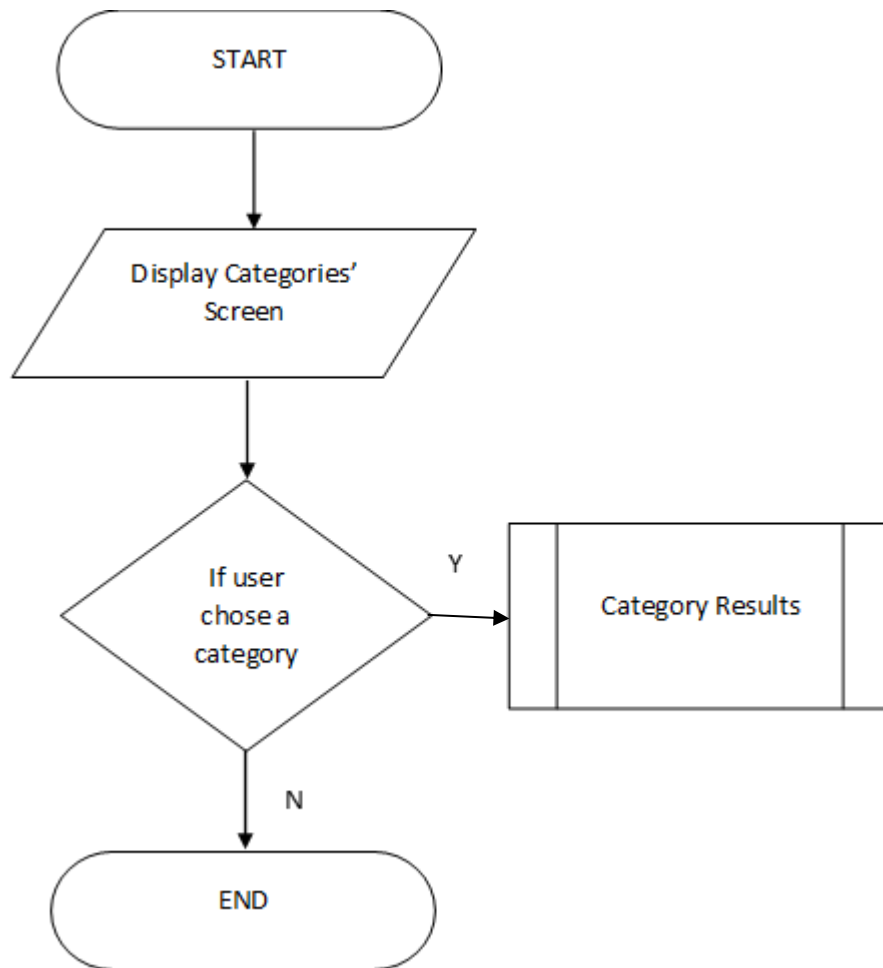 START
Display Categories’
Screen
If user
chose a
category
Y
Category Results
N
END